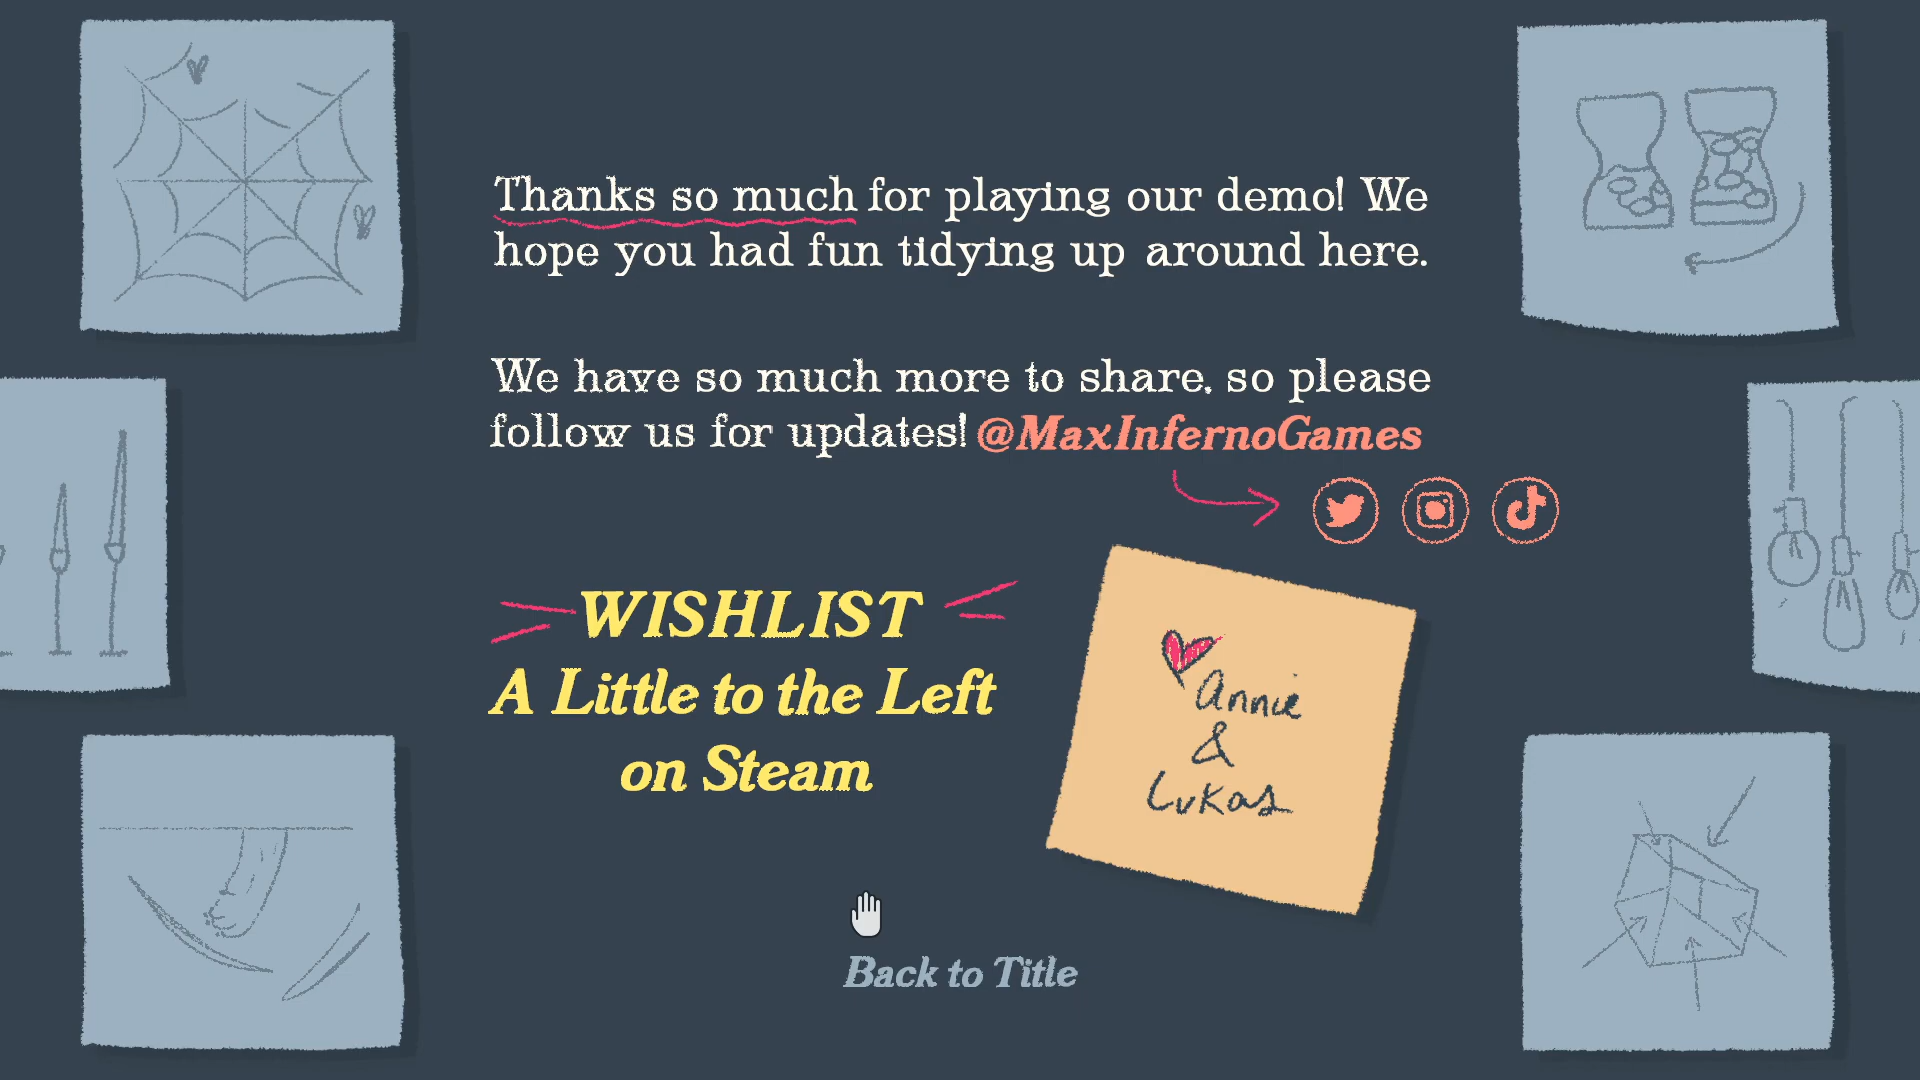 Thanks so much for playing our demo! We
hope you had fun tidying up around here.
We have so much more to share, so please
follow us for updates! @MaxInfernoGames
WISHLIST
A Little to the Left
on Steam
Annie
&
Lukas
Back to Title